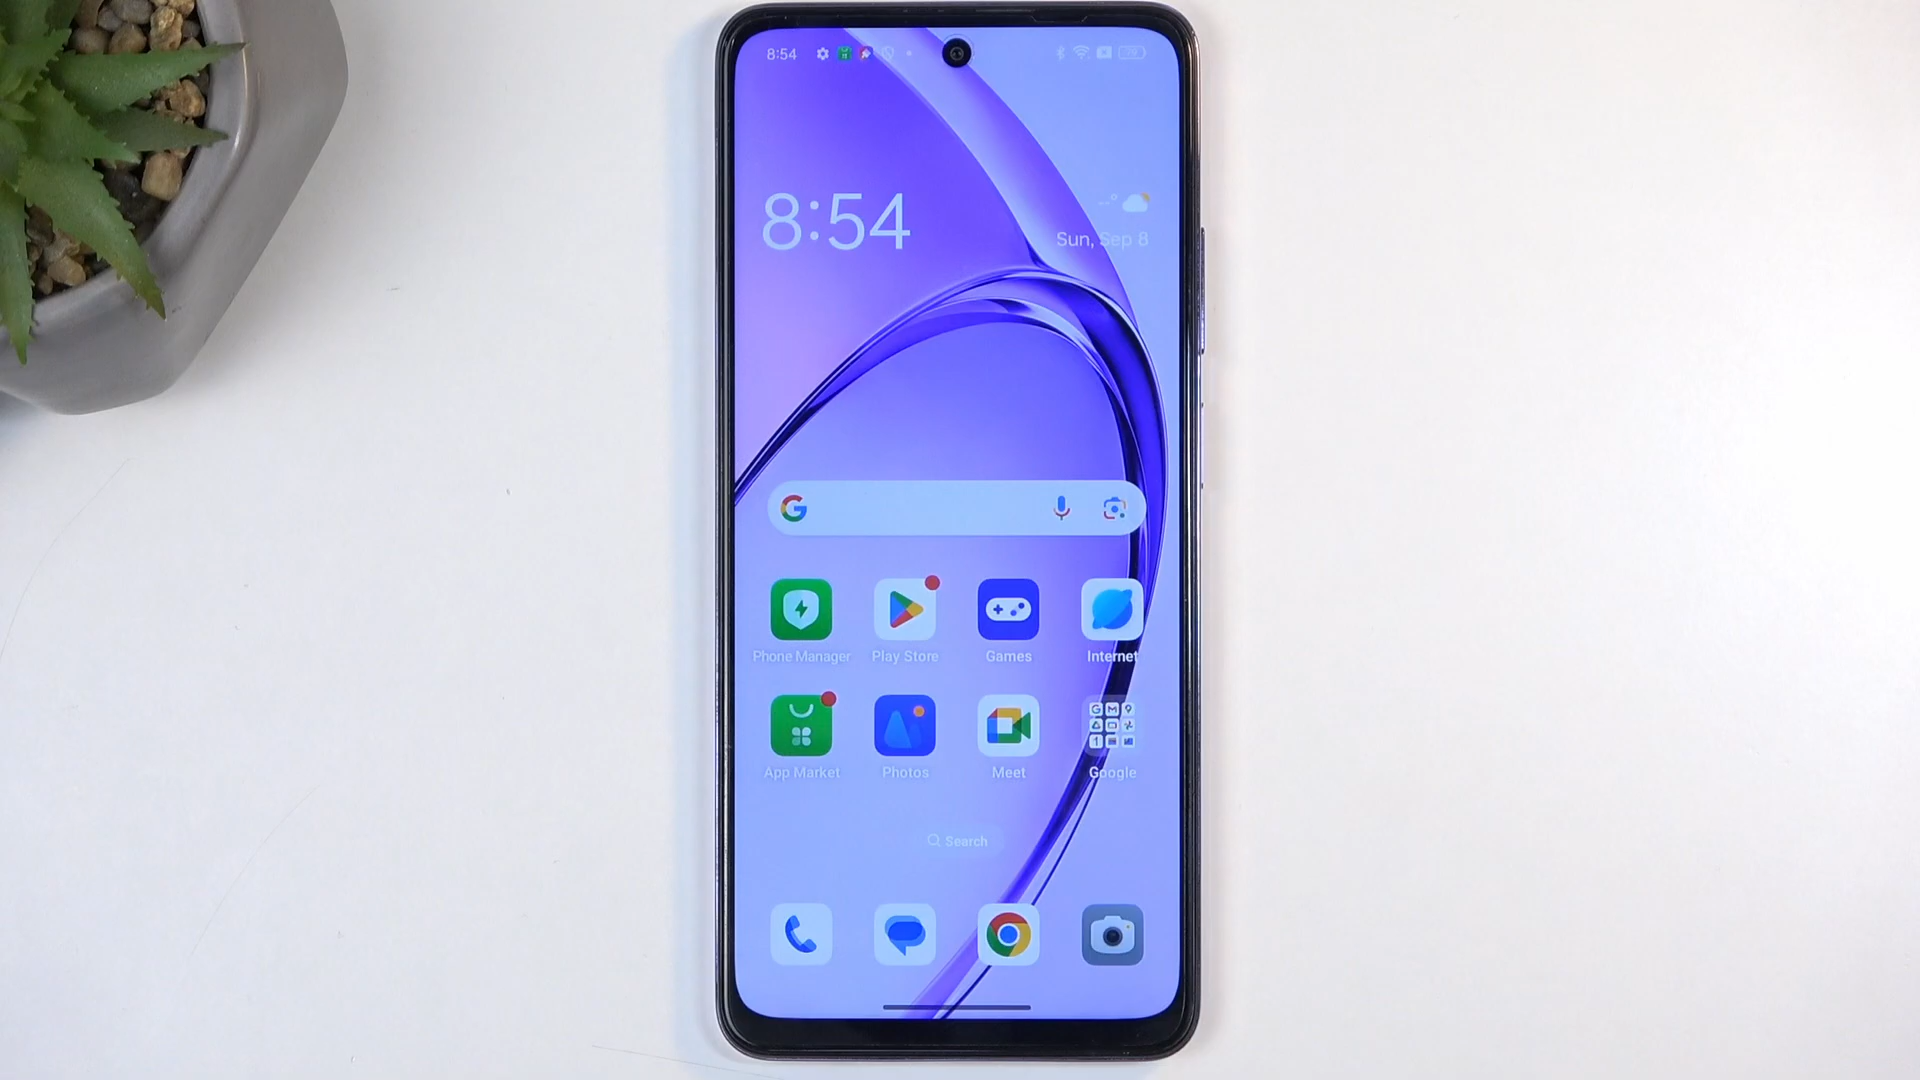 8:54
8:54
Sun, Sep 8
Phone Manager Play Store Games Internet
App Market Photos Meet Google
Search